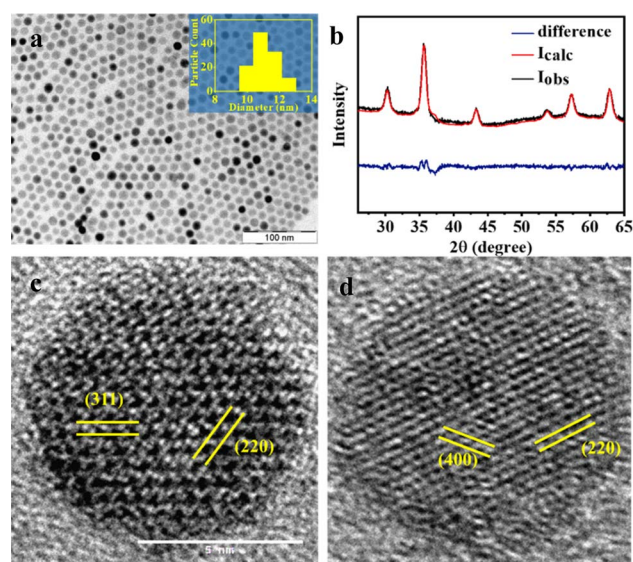 a
Particle Count
60
40
20
0
8 10 12 14
Diameter (nm)
100 nm
b
difference
Icalc
Iobs
Intensity
30 35 40 45 50 55 60 65
2θ (degree)
c
(311)
(220)
5 nm
d
(400)
(220)